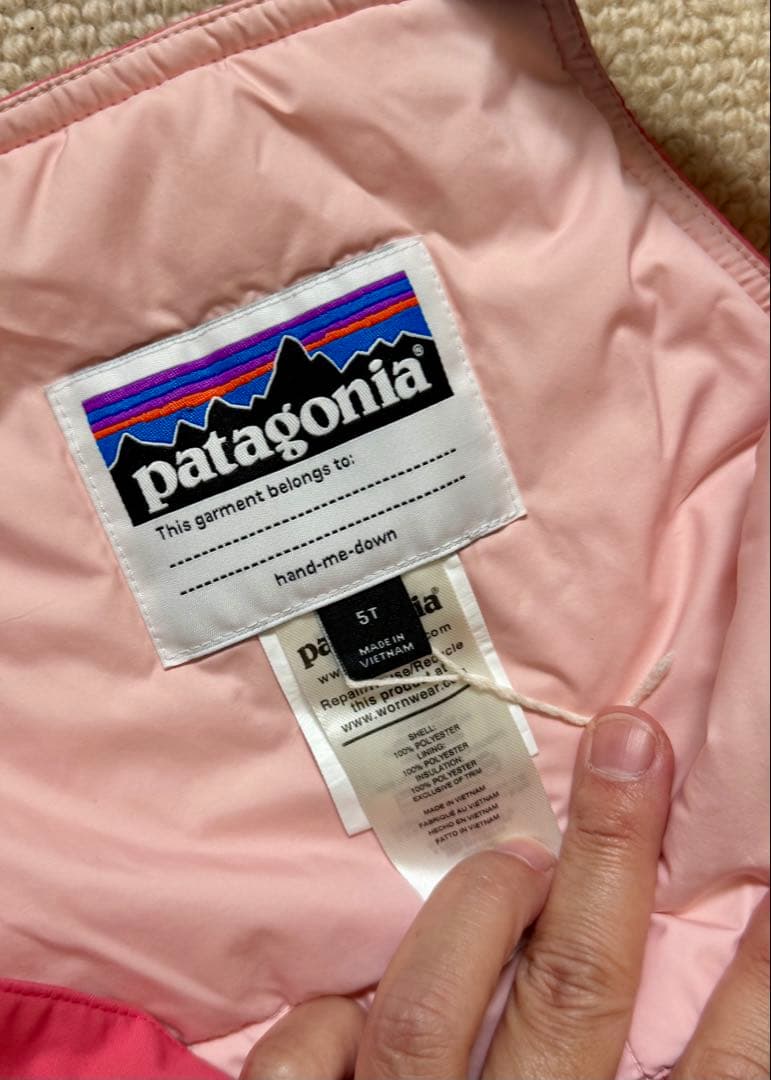 patagonia®
This garment belongs to:
hand-me-down
5T
MADE IN
VIETNAM
Recycle
this product at
www.wornwear.
SHELL:
100% POLYESTER
LINING:
100% POLYESTER
INSULATION:
100% POLYESTER
EXCLUSIVE OF TRIM
MADE IN VIETNAM
FABRIQUÉ AU VIETNAM
HECHO EN VIETNAM
FATTO IN VIETNAM